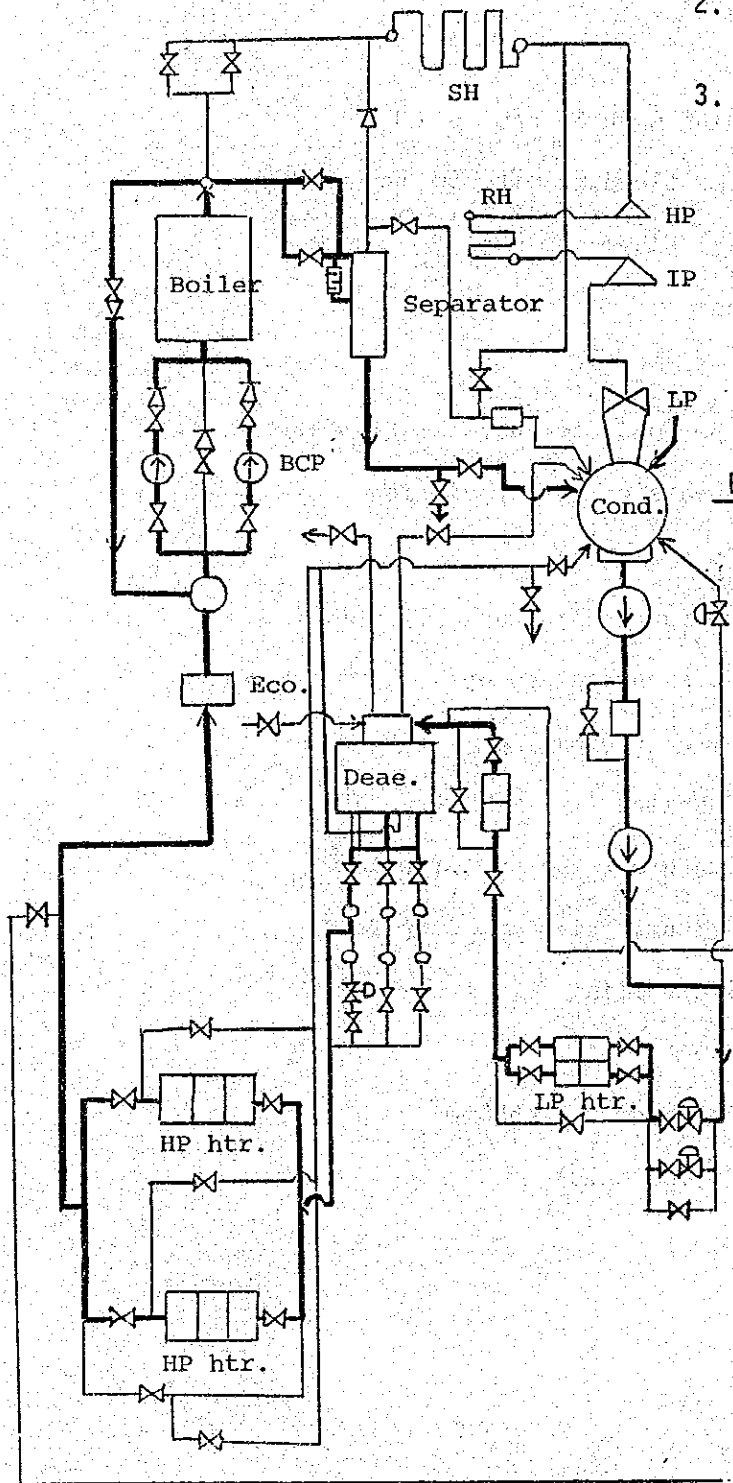 2.
SH
3.
RH
HP
Boiler
Separator
IP
LP
BCP
Cond.
Eco.
Deae.
HP htr.
LP htr.
HP htr.